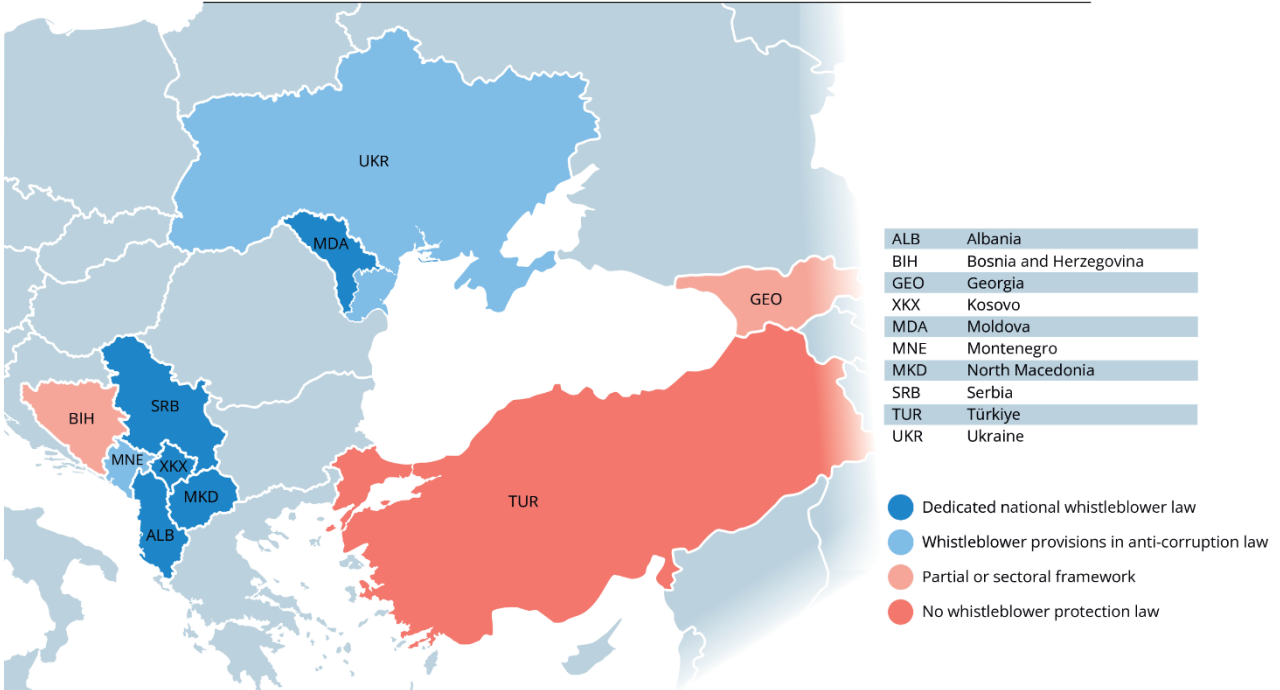 UKR
MDA
GEO
BIH
SRB
MNE
XKX
MKD
ALB
TUR
ALB Albania
BIH Bosnia and Herzegovina
GEO Georgia
XKX Kosovo
MDA Moldova
MNE Montenegro
MKD North Macedonia
SRB Serbia
TUR Türkiye
UKR Ukraine
Dedicated national whistleblower law
Whistleblower provisions in anti-corruption law
Partial or sectoral framework
No whistleblower protection law